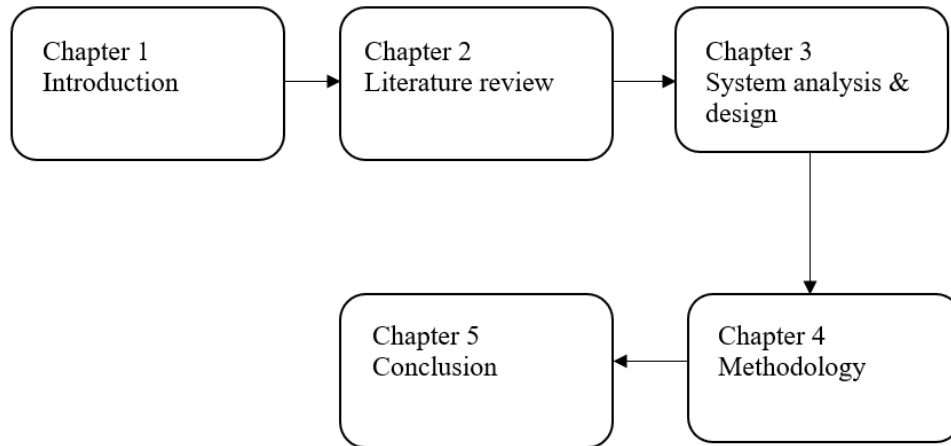 Chapter 1
Introduction
Chapter 2
Literature review
Chapter 3
System analysis &
design
Chapter 4
Methodology
Chapter 5
Conclusion